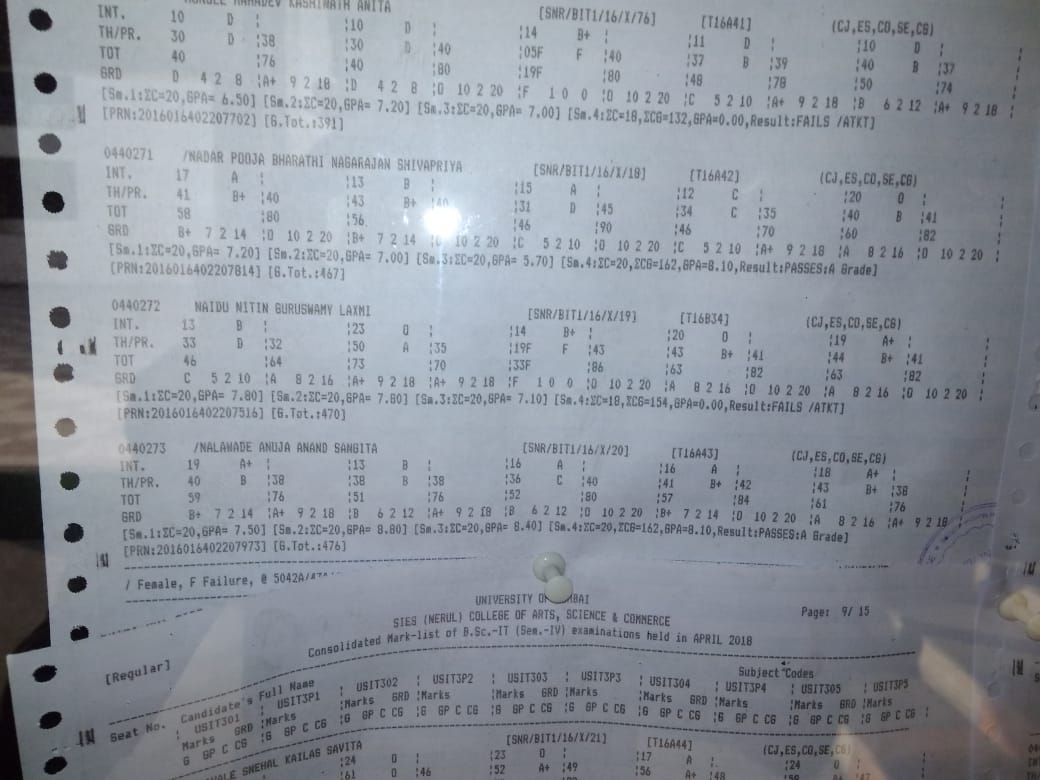 MAHADEV KASHINATH ANITA [SNR/BIT1/16/X/76] [T16A41] (CJ,ES,CO,SE,CG)
INT. 10 D ¦ ¦10 D ¦ ¦14 B+ ¦ ¦11 D ¦ ¦10 D ¦
TH/PR. 30 D ¦38 ¦30 D ¦40 ¦05F F ¦40 ¦37 B ¦39 ¦40 B ¦37
TOT 40 ¦76 ¦40 ¦80 ¦19F ¦80 ¦48 ¦78 ¦50 ¦74
GRD D 4 2 8 ¦A+ 9 2 18 ¦D 4 2 8 ¦O 10 2 20 ¦F 1 0 0 ¦O 10 2 20 ¦C 5 2 10 ¦A+ 9 2 18 ¦B 6 2 12 ¦A+ 9 2 18
[Sm.1:ΣC=20,GPA= 6.50] [Sm.2:ΣC=20,GPA= 7.20] [Sm.3:ΣC=20,GPA= 7.00] [Sm.4:ΣC=18,ΣCG=132,GPA=0.00,Result:FAILS /ATKT]
[PRN:2016016402207702] [G.Tot.:391]
0440271 /NADAR POOJA BHARATHI NAGARAJAN SHIVAPRIYA [SNR/BIT1/16/X/18] [T16A42] (CJ,ES,CO,SE,CG)
INT. 17 A ¦ ¦13 B ¦ ¦15 A ¦ ¦12 C ¦ ¦20 O ¦
TH/PR. 41 B+ ¦40 ¦43 B+ ¦40 ¦31 D ¦45 ¦34 C ¦35 ¦40 B ¦41
TOT 58 ¦80 ¦56 ¦46 ¦90 ¦46 ¦70 ¦60 ¦82
GRD B+ 7 2 14 ¦O 10 2 20 ¦B+ 7 2 14 ¦O 10 2 20 ¦C 5 2 10 ¦O 10 2 20 ¦C 5 2 10 ¦A+ 9 2 18 ¦A 8 2 16 ¦O 10 2 20
[Sm.1:ΣC=20,GPA= 7.20] [Sm.2:ΣC=20,GPA= 7.00] [Sm.3:ΣC=20,GPA= 5.70] [Sm.4:ΣC=20,ΣCG=162,GPA=8.10,Result:PASSES:A Grade]
[PRN:2016016402207814] [G.Tot.:467]
0440272 NAIDU NITIN GURUSWAMY LAXMI [SNR/BIT1/16/X/19] [T16B34] (CJ,ES,CO,SE,CG)
INT. 13 B ¦ ¦23 O ¦ ¦14 B+ ¦ ¦20 O ¦ ¦19 A+ ¦
TH/PR. 33 D ¦32 ¦50 A ¦35 ¦19F F ¦43 ¦43 B+ ¦41 ¦44 B+ ¦41
TOT 46 ¦64 ¦73 ¦70 ¦33F ¦86 ¦63 ¦82 ¦63 ¦82
GRD C 5 2 10 ¦A 8 2 16 ¦A+ 9 2 18 ¦A+ 9 2 18 ¦F 1 0 0 ¦O 10 2 20 ¦A 8 2 16 ¦O 10 2 20 ¦A 8 2 16 ¦O 10 2 20
[Sm.1:ΣC=20,GPA= 7.80] [Sm.2:ΣC=20,GPA= 7.60] [Sm.3:ΣC=20,GPA= 7.10] [Sm.4:ΣC=18,ΣCG=154,GPA=0.00,Result:FAILS /ATKT]
[PRN:2016016402207516] [G.Tot.:470]
0440273 /NALAWADE ANUJA ANAND SANGITA [SNR/BIT1/16/X/20] [T16A43] (CJ,ES,CO,SE,CG)
INT. 19 A+ ¦ ¦13 B ¦ ¦16 A ¦ ¦16 A ¦ ¦18 A+ ¦
TH/PR. 40 B ¦38 ¦38 B ¦38 ¦36 C ¦40 ¦41 B+ ¦42 ¦43 B+ ¦38
TOT 59 ¦76 ¦51 ¦76 ¦52 ¦80 ¦57 ¦84 ¦61 ¦76
GRD B+ 7 2 14 ¦A+ 9 2 18 ¦B 6 2 12 ¦A+ 9 2 18 ¦B 6 2 12 ¦O 10 2 20 ¦B+ 7 2 14 ¦O 10 2 20 ¦A 8 2 16 ¦A+ 9 2 18
[Sm.1:ΣC=20,GPA= 7.50] [Sm.2:ΣC=20,GPA= 8.80] [Sm.3:ΣC=20,GPA= 8.40] [Sm.4:ΣC=20,ΣCG=162,GPA=8.10,Result:PASSES:A Grade]
[PRN:2016016402207973] [G.Tot.:476]
/ Female, F Failure, @ 5042A/
UNIVERSITY
SIES (NERUL) COLLEGE OF ARTS, SCIENCE & COMMERCE Page: 9/ 15
Consolidated Mark-list of B.Sc.-IT (Sem.-IV) examinations held in APRIL 2018
[Regular] Subject Codes
Seat No. Candidate's Full Name
¦ USIT301 ¦ USIT3P1 ¦ USIT302 ¦ USIT3P2 ¦ USIT303 ¦ USIT3P3 ¦ USIT304 ¦ USIT3P4 ¦ USIT305 ¦ USIT3P5
Marks GRD ¦Marks ¦Marks GRD ¦Marks ¦Marks GRD ¦Marks ¦Marks GRD ¦Marks ¦Marks GRD ¦Marks
G GP C CG ¦G GP C CG ¦G GP C CG ¦G GP C CG ¦G GP C CG ¦G GP C CG ¦G GP C CG ¦G GP C CG ¦G GP C CG ¦G GP C CG ¦
SNEHAL KAILAS SAVITA [SNR/BIT1/16/X/21] [T16A44] (CJ,ES,CO,SE,CG)
¦24 O ¦ ¦23 O ¦ ¦17 A ¦ ¦24 O
¦61 O ¦46 ¦52 A+ ¦49 ¦56 A+ ¦48